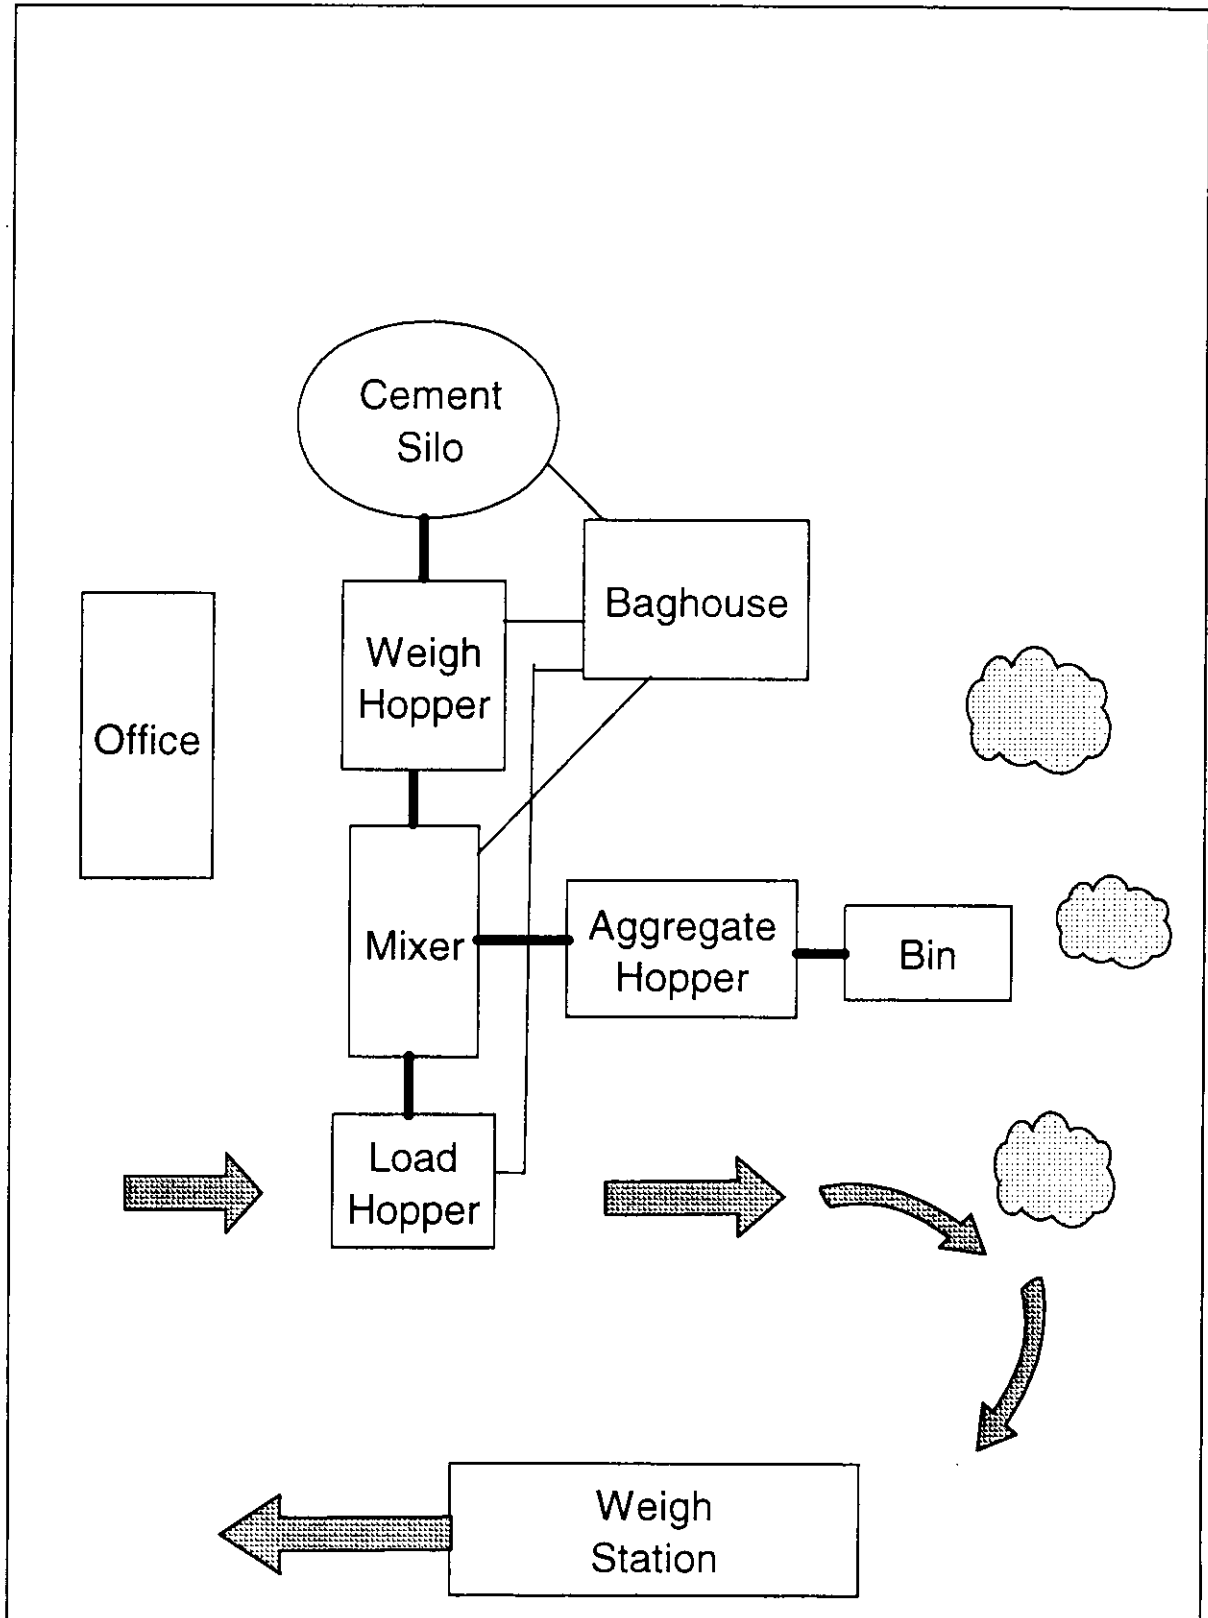 Cement
Silo
Baghouse
Weigh
Hopper
Office
Mixer
Aggregate
Hopper
Bin
Load
Hopper
Weigh
Station